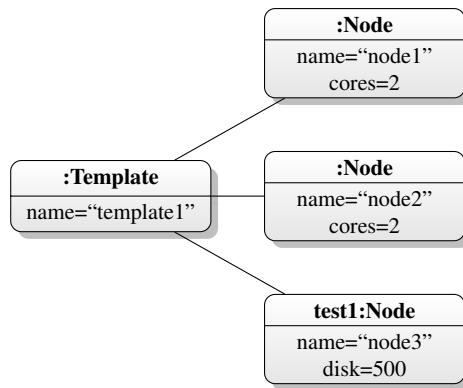 :Node
name=“node1”
cores=2
:Template
name=“template1”
:Node
name=“node2”
cores=2
test1:Node
name=“node3”
disk=500